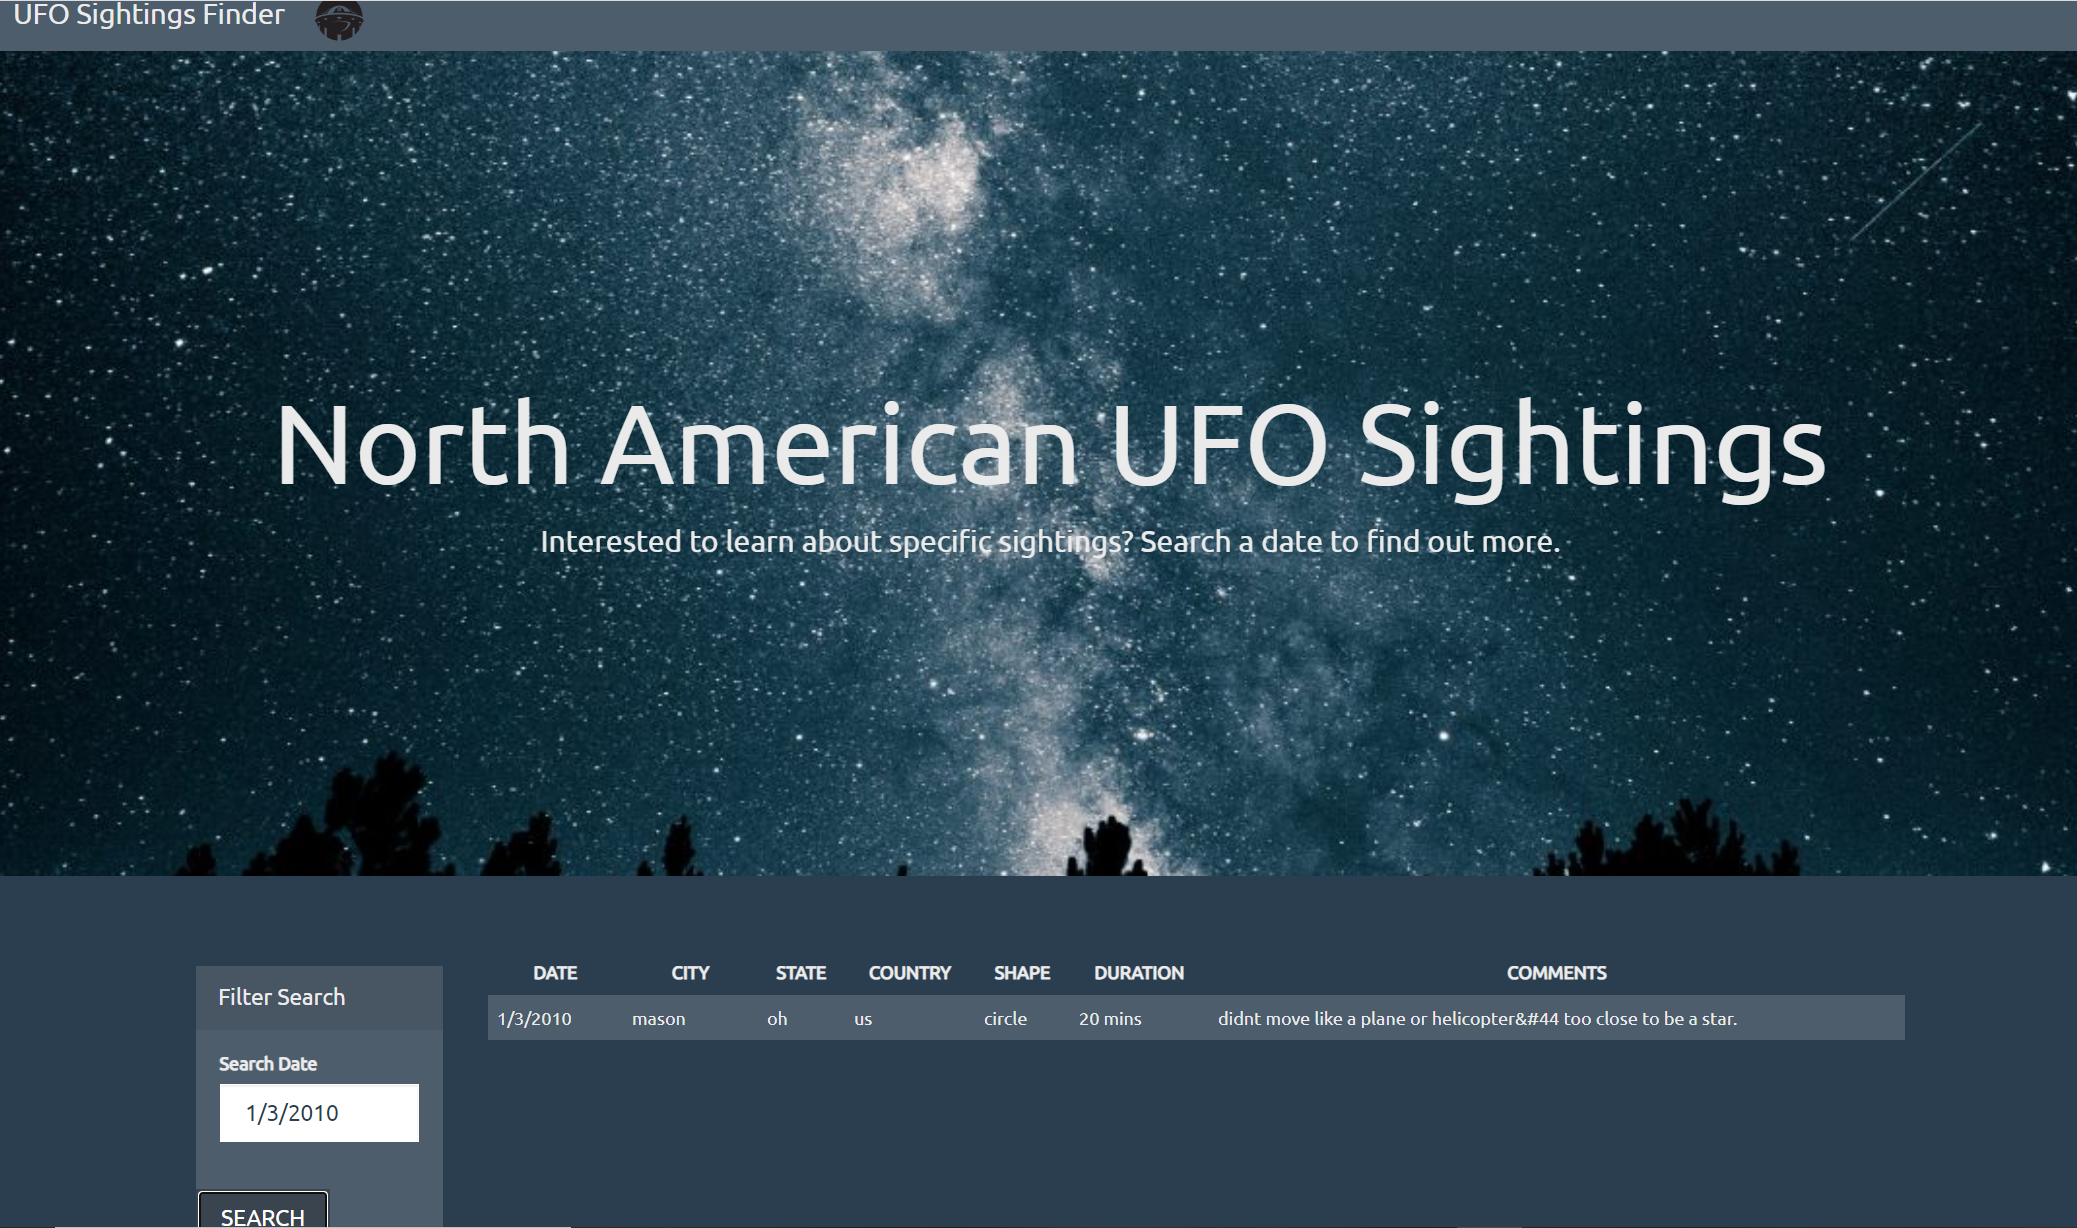 UFO Sightings Finder
North American UFO Sightings
Interested to learn about specific sightings? Search a date to find out more.
Filter Search
Search Date
1/3/2010
SEARCH
DATE CITY STATE COUNTRY SHAPE DURATION COMMENTS
1/3/2010 mason oh us circle 20 mins didnt move like a plane or helicopter&#44 too close to be a star.